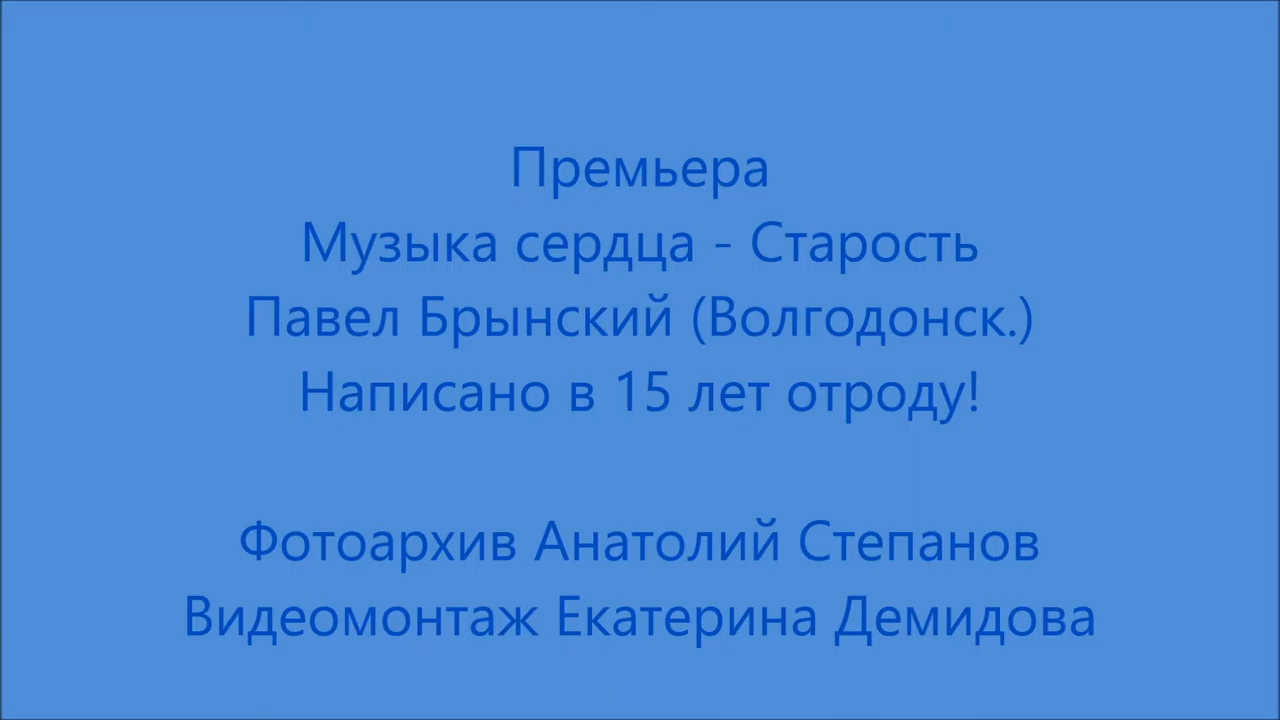 Премьера
Музыка сердца - Старость
Павел Брынский (Волгодонск.)
Написано в 15 лет отроду!
Фотоархив Анатолий Степанов
Видеомонтаж Екатерина Демидова